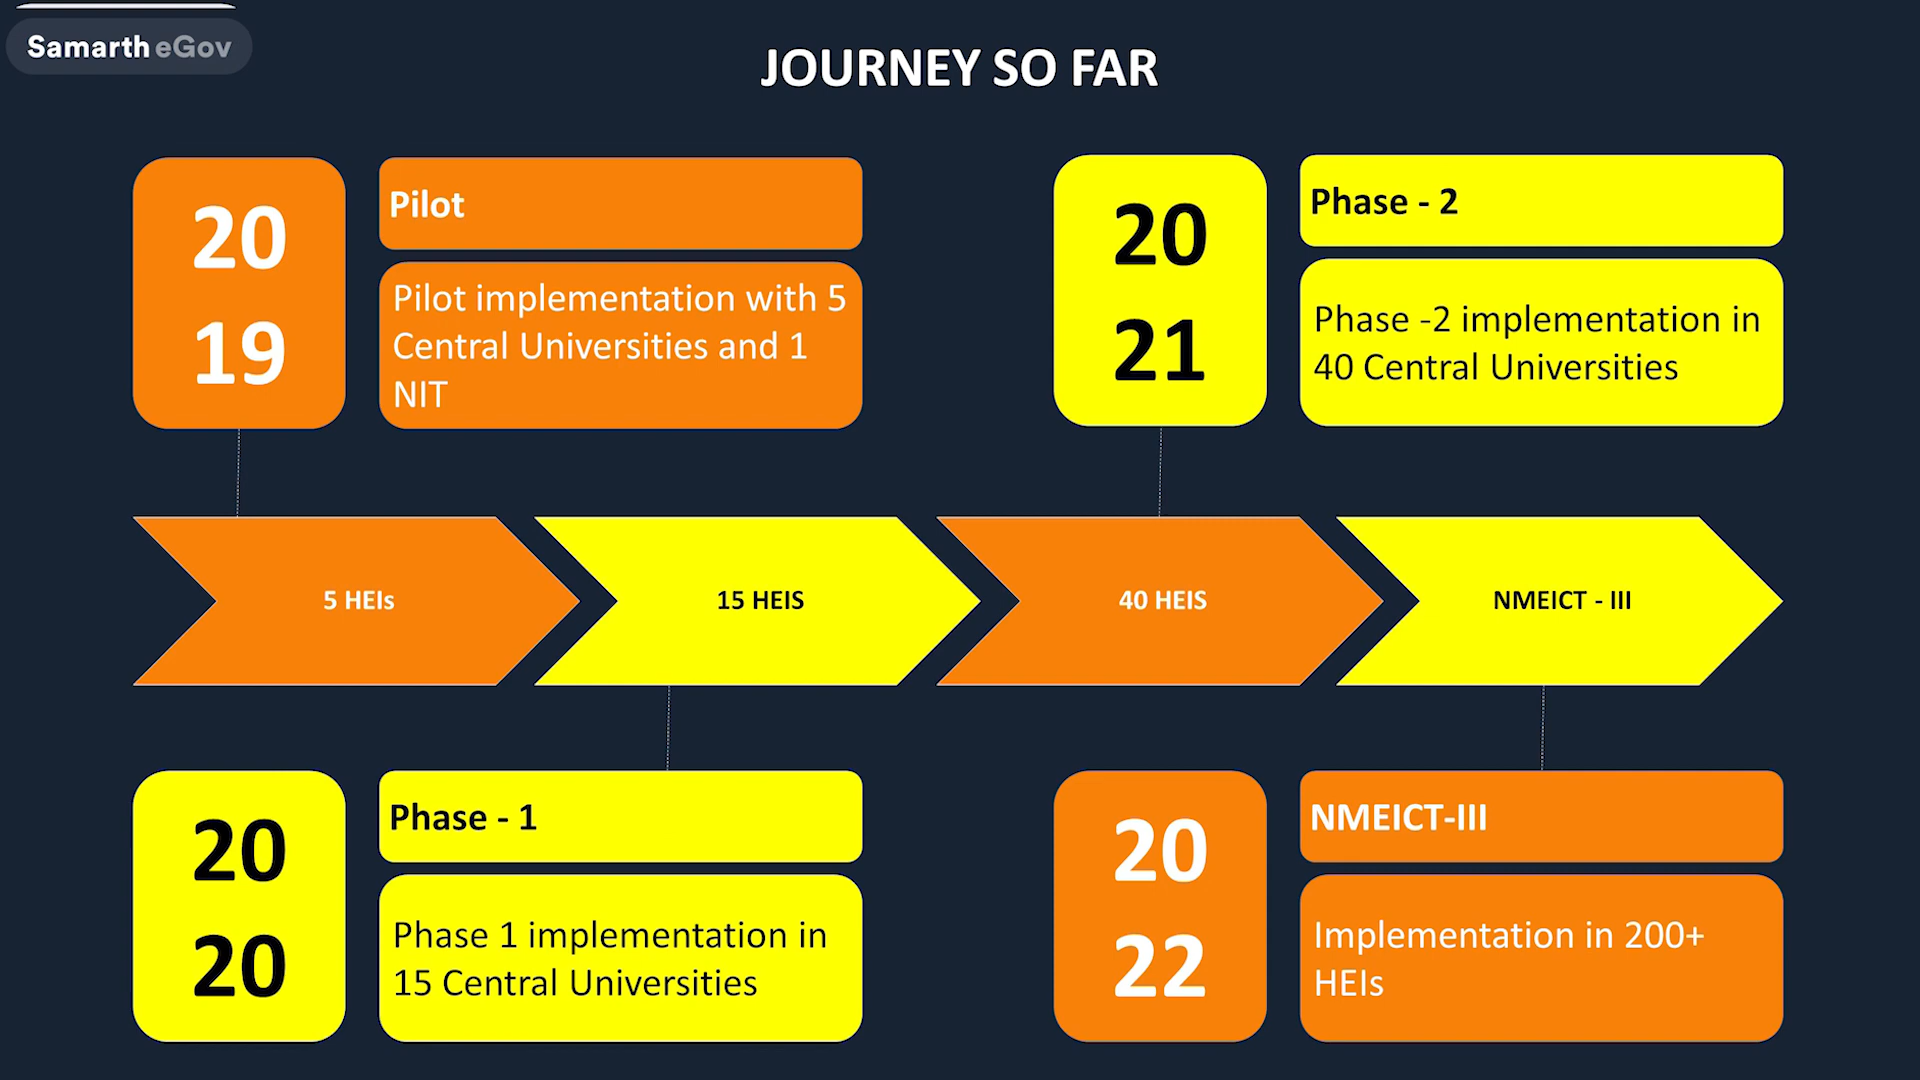 Samarth eGov
JOURNEY SO FAR
20
19
Pilot
Pilot implementation with 5
Central Universities and 1
NIT
20
21
Phase - 2
Phase -2 implementation in
40 Central Universities
5 HEIs
15 HEIS
40 HEIS
NMEICT - III
20
20
Phase - 1
Phase 1 implementation in
15 Central Universities
20
22
NMEICT-III
Implementation in 200+
HEIs